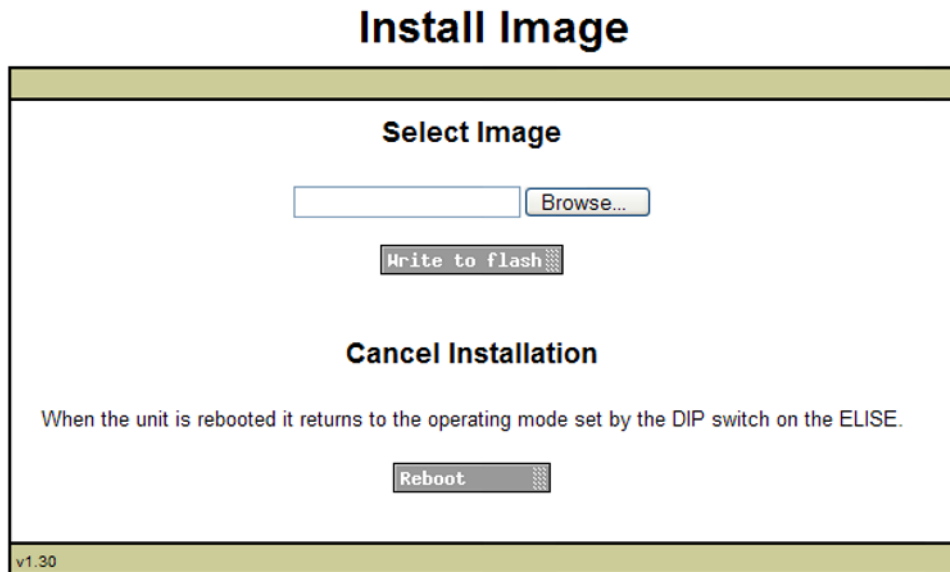 Install Image
Select Image
Browse...
Write to flash
Cancel Installation
When the unit is rebooted it returns to the operating mode set by the DIP switch on the ELISE.
Reboot
v1.30